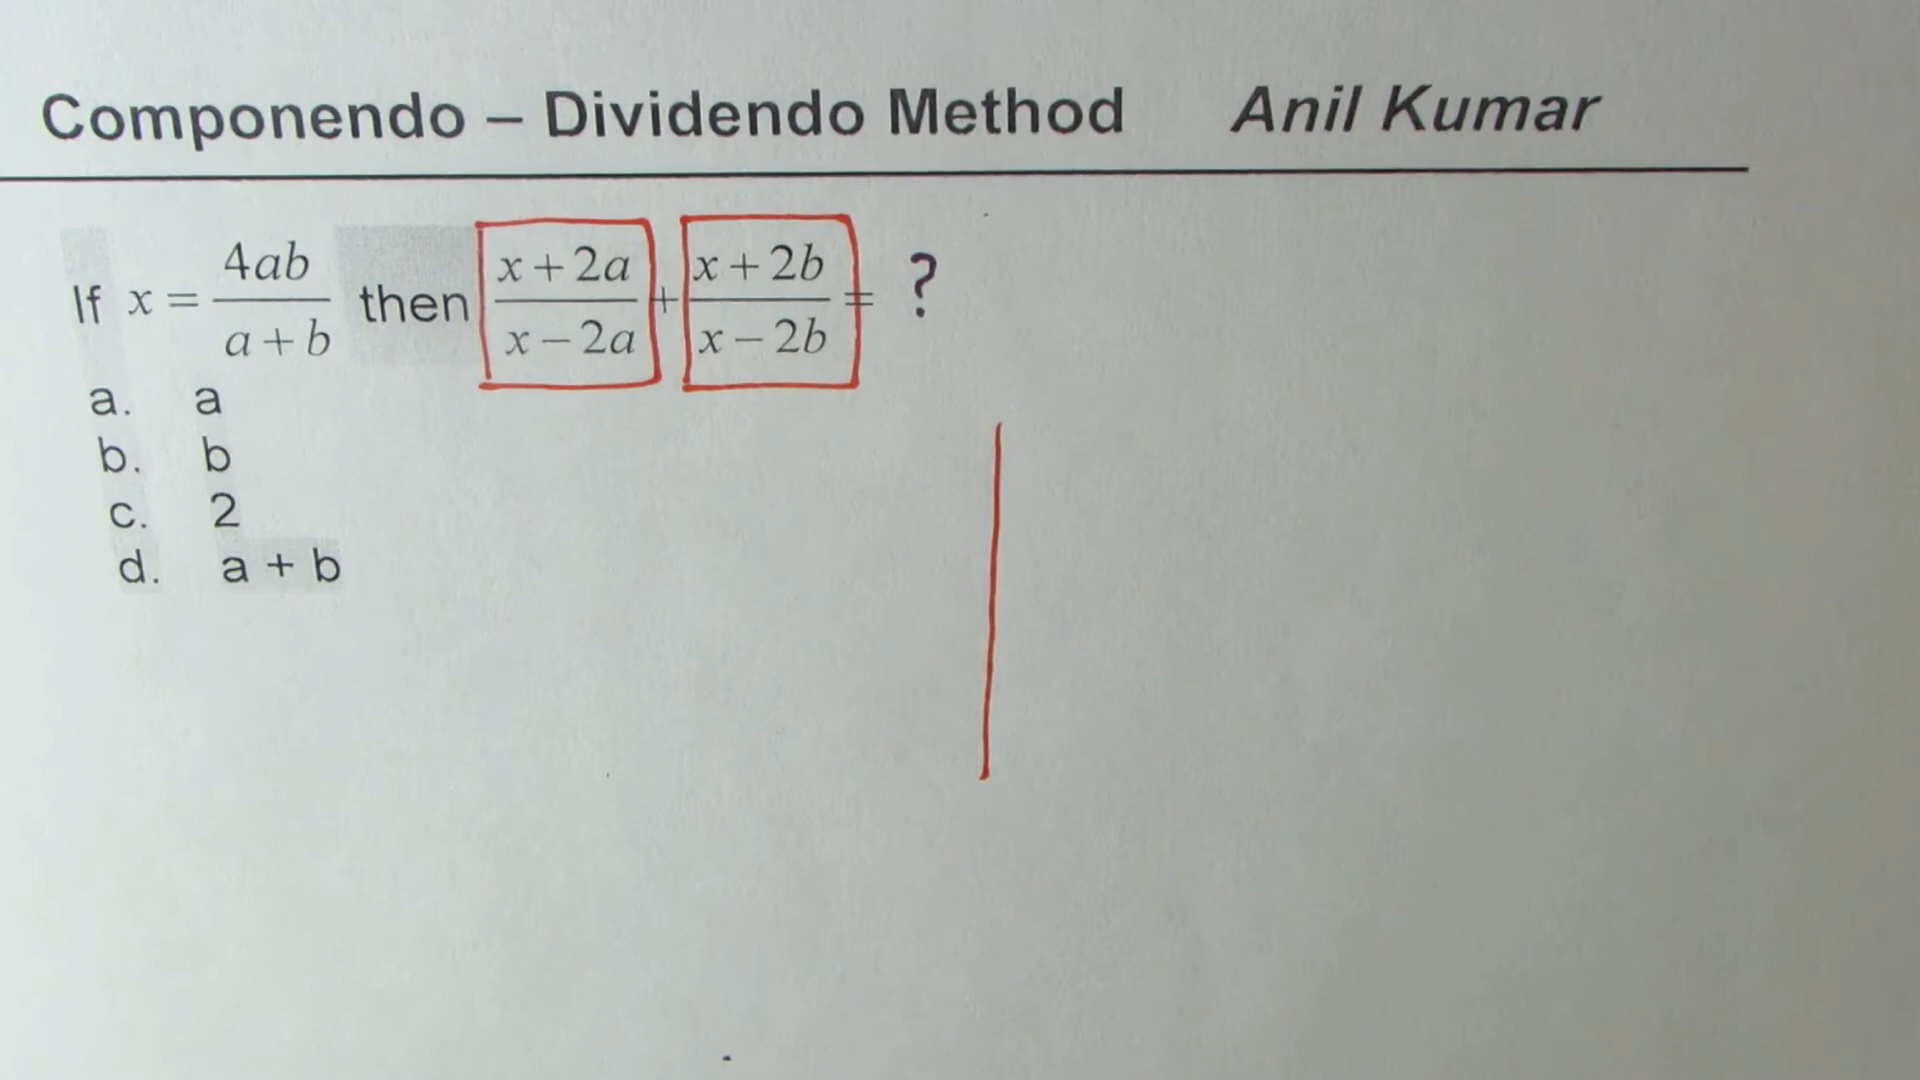 Componendo – Dividendo Method Anil Kumar
If x = 4ab / a + b then x + 2a / x − 2a + x + 2b / x − 2b = ?
a. a
b. b
c. 2
d. a + b